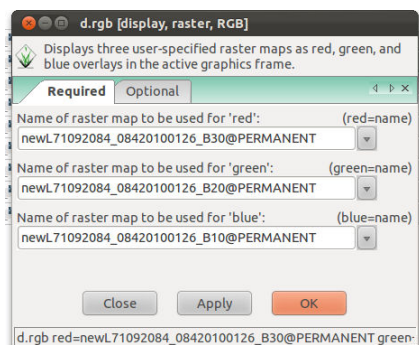 d.rgb [display, raster, RGB]
Displays three user-specified raster maps as red, green, and
blue overlays in the active graphics frame.
Required Optional
Name of raster map to be used for 'red': (red=name)
newL71092084_08420100126_B30@PERMANENT
Name of raster map to be used for 'green': (green=name)
newL71092084_08420100126_B20@PERMANENT
Name of raster map to be used for 'blue': (blue=name)
newL71092084_08420100126_B10@PERMANENT
Close Apply OK
d.rgb red=newL71092084_08420100126_B30@PERMANENT green=